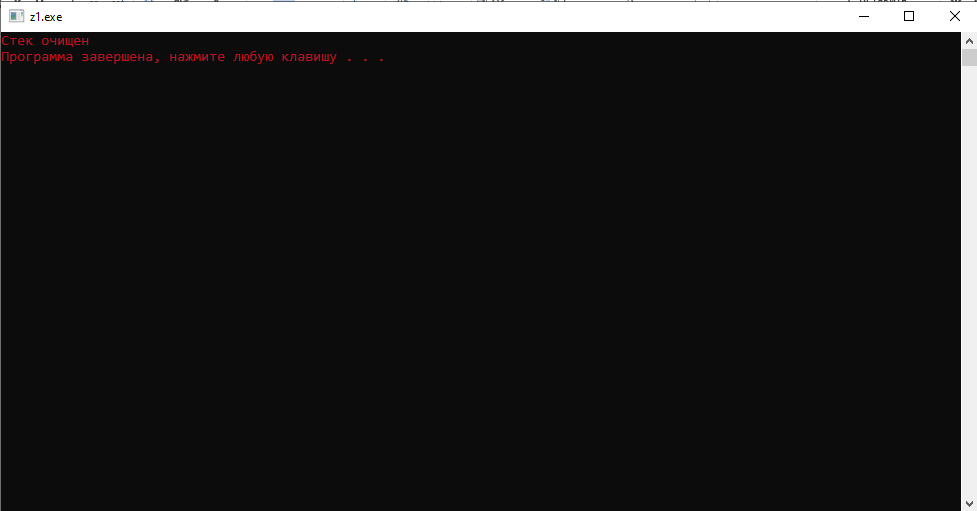 z1.exe
Стек очищен
Программа завершена, нажмите любую клавишу . . .